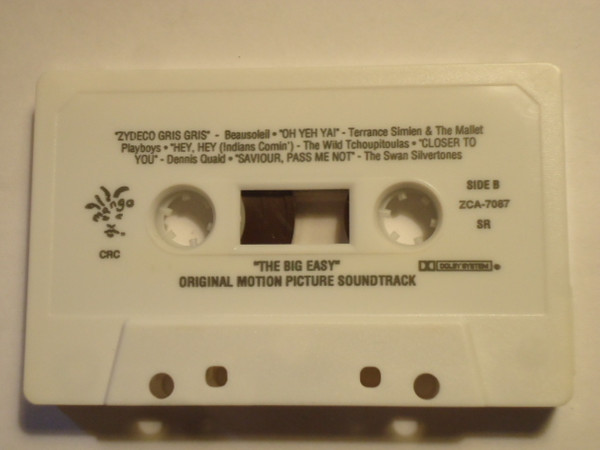 "ZYDECO GRIS GRIS" - Beausoleil • "OH YEH YA!" - Terrance Simien & The Mallet
Playboys • "HEY, HEY (Indians Comin') - The Wild Tchoupitoulas • "CLOSER TO
YOU" - Dennis Quaid • "SAVIOUR, PASS ME NOT" - The Swan Silvertones
SIDE B
ZCA-7087
SR
mango
CRC
"THE BIG EASY"
ORIGINAL MOTION PICTURE SOUNDTRACK
DOLBY SYSTEM ®